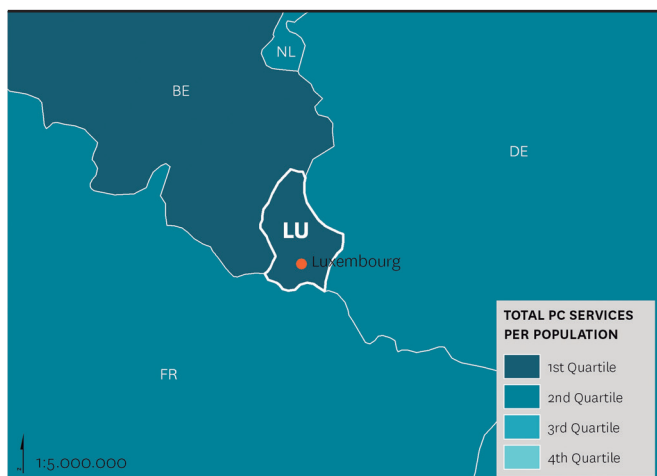 NL
BE
DE
LU
Luxembourg
FR
TOTAL PC SERVICES
PER POPULATION
1st Quartile
2nd Quartile
3rd Quartile
4th Quartile
1:5.000.000